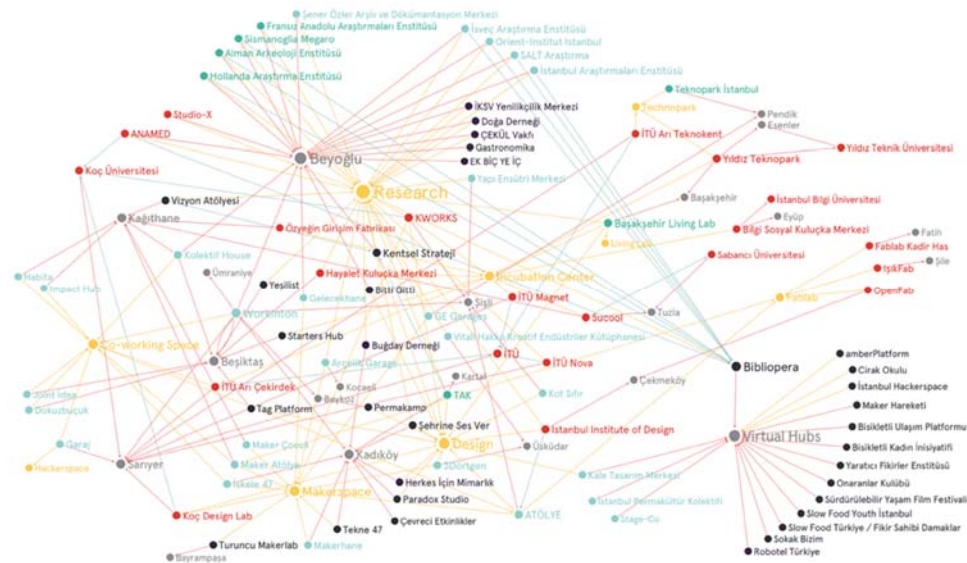 Şener Özler Arşiv ve Dökümantasyon Merkezi
Fransız Anadolu Araştırmaları Enstitüsü
Sismanoglia Megaro
Alman Arkeoloji Enstitüsü
Hollanda Araştırma Enstitüsü
İsveç Araştırma Enstitüsü
Orient-Institut Istanbul
SALT Araştırma
İstanbul Araştırmaları Enstitüsü
Studio-X
ANAMED
Koç Üniversitesi
Beyoğlu
Research
İKSV Yenilikçilik Merkezi
Doğa Derneği
ÇEKÜL Vakfı
Gastronomika
EK BİÇ YE İÇ
Yapı Enstitüsü Merkezi
Teknopark İstanbul
Technopark
İTÜ Arı Teknokent
Pendik
Esenler
Yıldız Teknopark
Yıldız Teknik Üniversitesi
Vizyon Atölyesi
Kağıthane
Özyeğin Girişim Fabrikası
KWORKS
Başakşehir
İstanbul Bilgi Üniversitesi
Eyüp
Başakşehir Living Lab
Bilgi Sosyal Kuluçka Merkezi
Living Lab
Fatih
Fablab Kadir Has
Kolektif House
Kentsel Strateji
Sabancı Üniversitesi
Şile
IşıkFab
Habita
Impact Hub
Ümraniye
Hayalet Kuluçka Merkezi
Incubation Center
Yeşilist
Bitti Gitti
Gelecekhane
İTÜ Magnet
Fablab
OpenFab
Workinton
GE Garages
Şişli
Sucool
Tuzla
Starters Hub
Vitali Hakko Kreatif Endüstriler Kütüphanesi
Co-working Space
Buğday Derneği
Beşiktaş
Arçelik Garage
İTÜ
İTÜ Nova
Bibliopera
amberPlatform
Cirak Okulu
İstanbul Hackerspace
Maker Hareketi
Bisikletli Ulaşım Platformu
Bisikletli Kadın İnisiyatifi
Yaratıcı Fikirler Enstitüsü
Onaranlar Kulübü
Sürdürülebilir Yaşam Film Festivali
Slow Food Youth İstanbul
Slow Food Türkiye / Fikir Sahibi Damaklar
Sokak Bizim
Robotel Türkiye
Virtual Hubs
Kartal
Çekmeköy
İTÜ Arı Çekirdek
Kocaeli
Beykoz
TAK
Kot Sıfır
Joint Idea
Dokuzbuçuk
Tag Platform
Permakamp
Şehrine Ses Ver
Istanbul Institute of Design
Garaj
Maker Çocuk
Design
Üsküdar
Hackerspace
Sarıyer
Maker Atölye
Kadıköy
3Dörtgen
Kale Tasarım Merkezi
İskele 47
Makerspace
Herkes İçin Mimarlık
Paradox Studio
İstanbul Permakültür Kolektifi
Koç Design Lab
Tekne 47
Çevreci Etkinlikler
ATÖLYE
Stage-Co
Turuncu Makerlab
Makerhane
Bayrampaşa